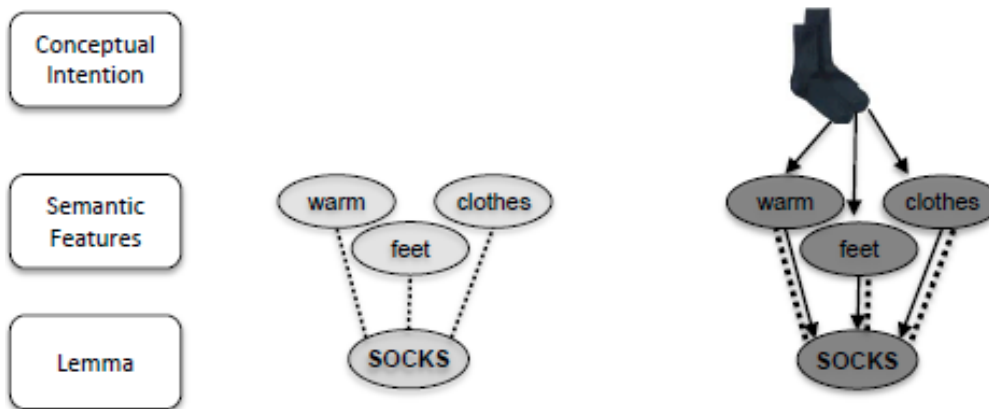 Conceptual
Intention
Semantic
Features
warm
clothes
feet
warm
clothes
feet
Lemma
SOCKS
SOCKS